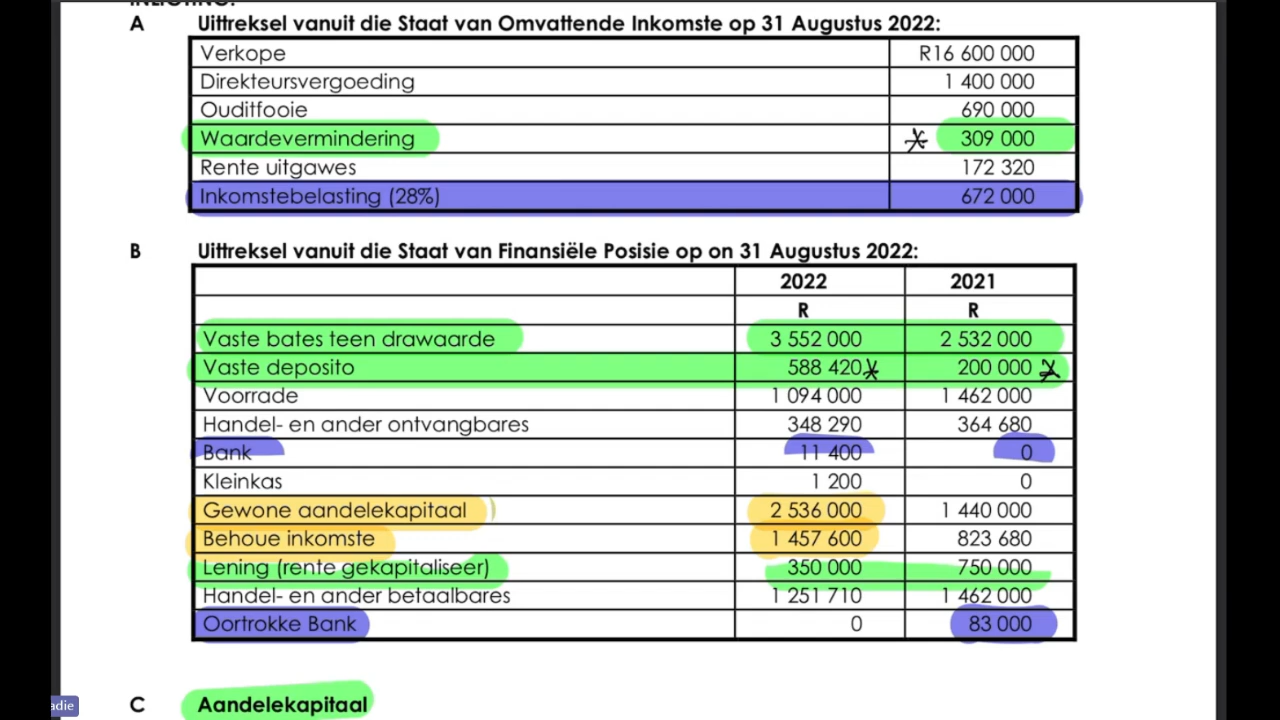 INLIGTING:
A Uittreksel vanuit die Staat van Omvattende Inkomste op 31 Augustus 2022:
Verkope R16 600 000
Direkteursvergoeding 1 400 000
Ouditfooie 690 000
Waardevermindering * 309 000
Rente uitgawes 172 320
Inkomstebelasting (28%) 672 000
B Uittreksel vanuit die Staat van Finansiële Posisie op on 31 Augustus 2022:
2022 2021
R R
Vaste bates teen drawaarde 3 552 000 2 532 000
Vaste deposito 588 420* 200 000 *
Voorrade 1 094 000 1 462 000
Handel- en ander ontvangbares 348 290 364 680
Bank 11 400 0
Kleinkas 1 200 0
Gewone aandelekapitaal 2 536 000 1 440 000
Behoue inkomste 1 457 600 823 680
Lening (rente gekapitaliseer) 350 000 750 000
Handel- en ander betaalbares 1 251 710 1 462 000
Oortrokke Bank 0 83 000
C Aandelekapitaal
adie